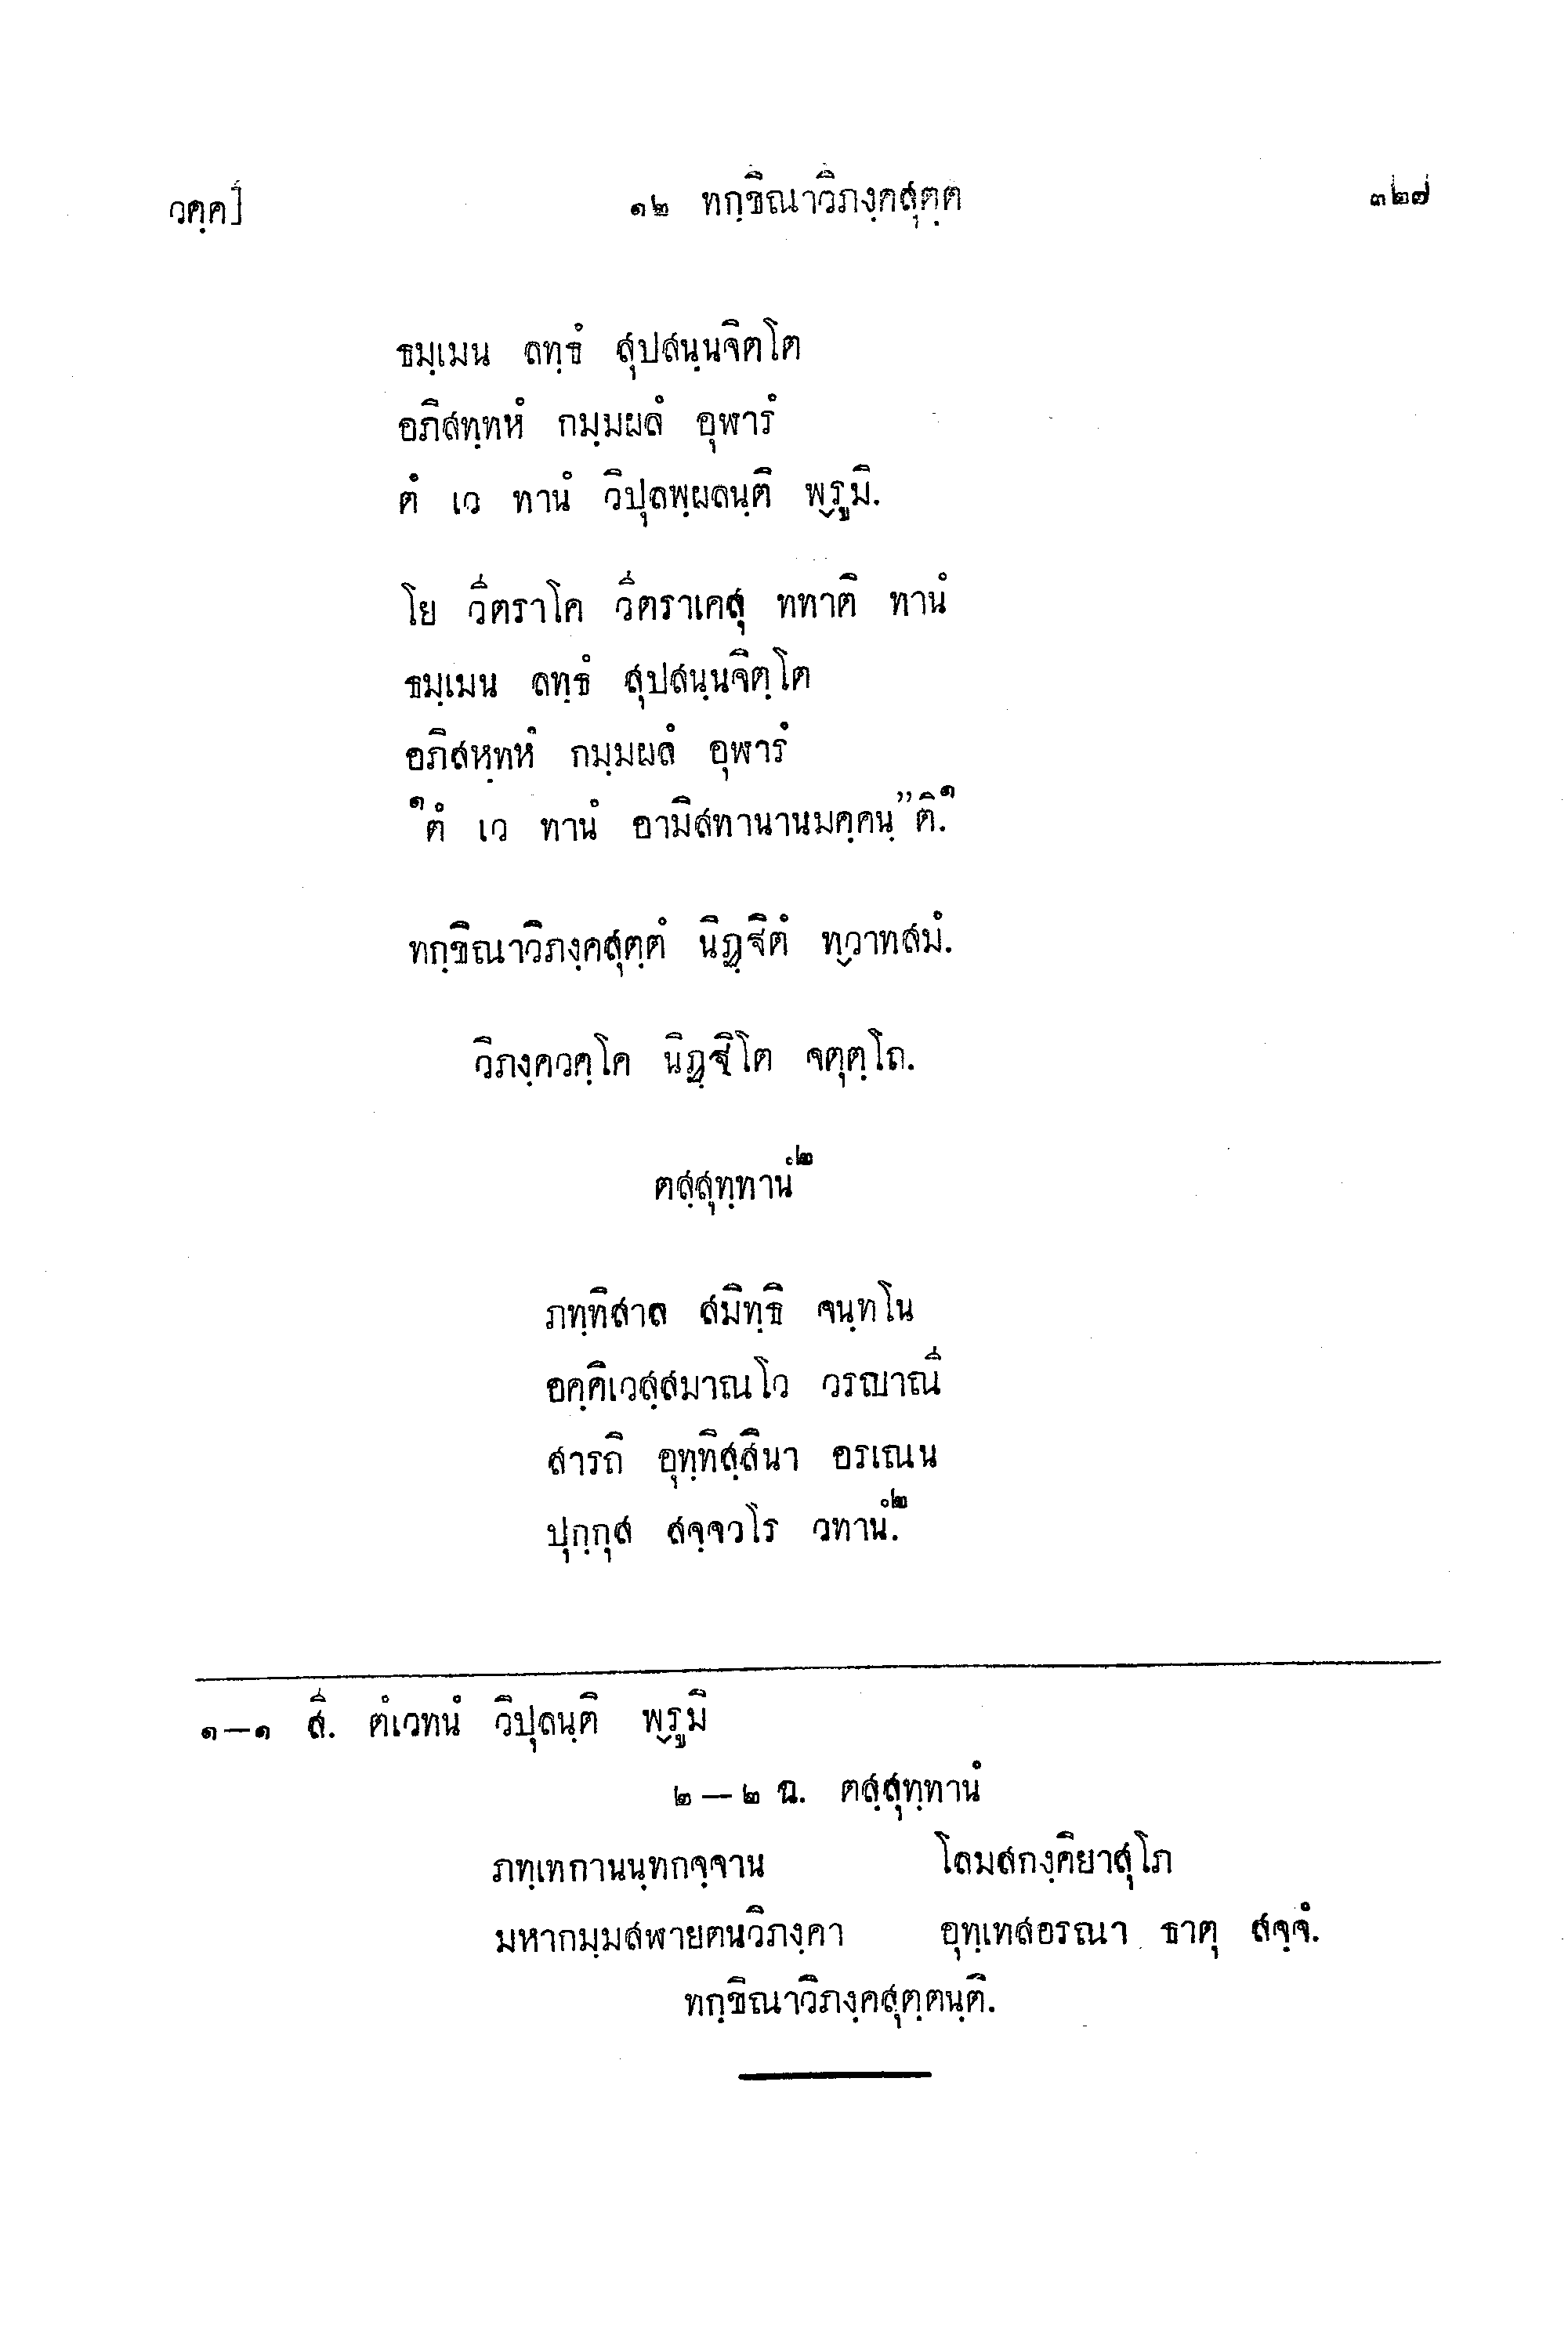 วคฺค] ๑๒ ทกฺขิณาวิภงฺคสุตฺต ๓๒๗
ธมฺเมน ลทฺธํ สุปสนฺนจิตโต
อภิสทฺทหํ กมฺมผลํ อุฬารํ
ตํ เว ทานํ วิปุลพฺผลนฺติ พฺรูมิ.
โย วีตราโค วีตราเคสุ ททาติ ทานํ
ธมฺเมน ลทฺธํ สุปสนฺนจิตฺโต
อภิสหฺทหํ กมฺมผลํ อุฬารํ
๑ตํ เว ทานํ อามิสทานานมคฺคนฺ”ติ.๑
ทกฺขิณาวิภงฺคสุตฺตํ นิฏฺฐิตํ ทฺวาทสมํ.
วิภงฺควคฺโค นิฏฺฐิโต จตุตฺโถ.
ตสฺสุทฺทานํ๒
ภทฺทิสาล สมิทฺธิ จนฺทโน
อคฺคิเวสฺสมาณโว วรญาณี
สารถิ อุทฺทิสฺสินา อรเณน
ปุกฺกุส สจฺจวโร วทานํ.๒
๑—๑ สี. ตํเวทนํ วิปุลนฺติ พฺรูมิ
๒—๒ ฉ. ตสฺสุทฺทานํ
ภทฺเทกานนฺทกจฺจาน โลมสกงฺคิยาสุโภ
มหากมฺมสฬายตนวิภงฺคา อุทฺเทสอรณา ธาตุ สจฺจํ.
ทกฺขิณาวิภงฺคสุตฺตนฺติ.